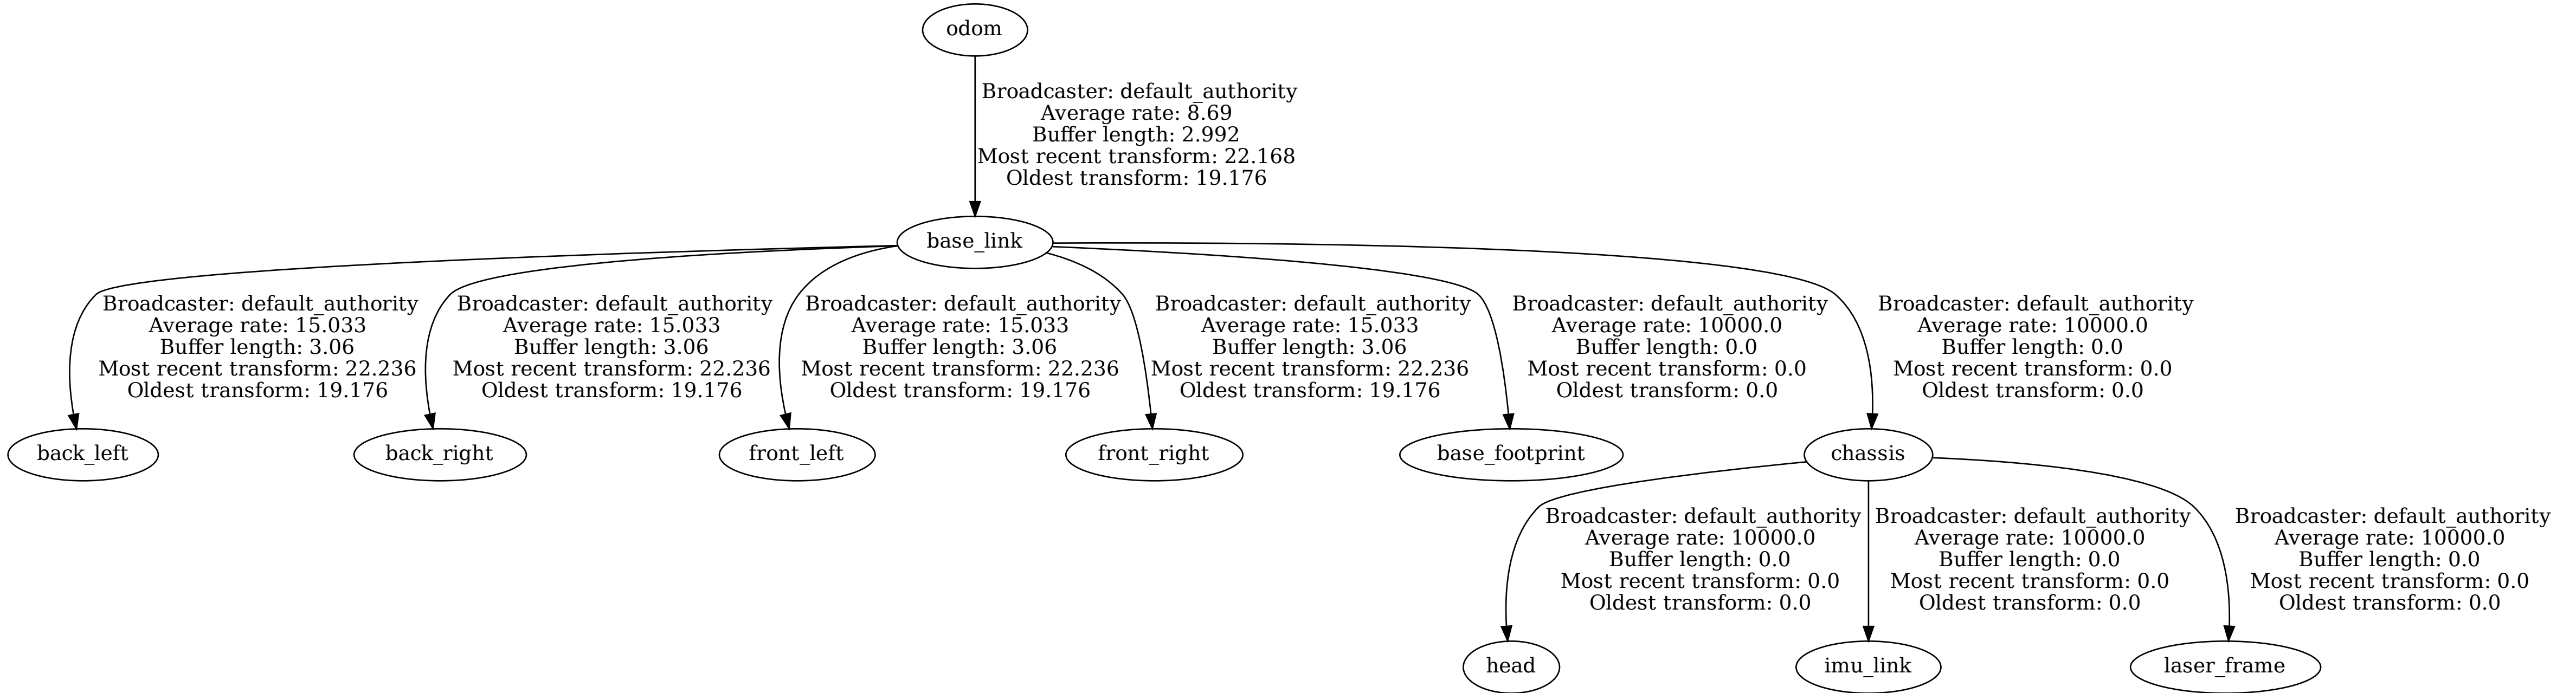 odom
Broadcaster: default_authority
Average rate: 8.69
Buffer length: 2.992
Most recent transform: 22.168
Oldest transform: 19.176
base_link
Broadcaster: default_authority
Average rate: 15.033
Buffer length: 3.06
Most recent transform: 22.236
Oldest transform: 19.176
Broadcaster: default_authority
Average rate: 15.033
Buffer length: 3.06
Most recent transform: 22.236
Oldest transform: 19.176
Broadcaster: default_authority
Average rate: 15.033
Buffer length: 3.06
Most recent transform: 22.236
Oldest transform: 19.176
Broadcaster: default_authority
Average rate: 15.033
Buffer length: 3.06
Most recent transform: 22.236
Oldest transform: 19.176
Broadcaster: default_authority
Average rate: 10000.0
Buffer length: 0.0
Most recent transform: 0.0
Oldest transform: 0.0
Broadcaster: default_authority
Average rate: 10000.0
Buffer length: 0.0
Most recent transform: 0.0
Oldest transform: 0.0
back_left
back_right
front_left
front_right
base_footprint
chassis
Broadcaster: default_authority
Average rate: 10000.0
Buffer length: 0.0
Most recent transform: 0.0
Oldest transform: 0.0
Broadcaster: default_authority
Average rate: 10000.0
Buffer length: 0.0
Most recent transform: 0.0
Oldest transform: 0.0
Broadcaster: default_authority
Average rate: 10000.0
Buffer length: 0.0
Most recent transform: 0.0
Oldest transform: 0.0
head
imu_link
laser_frame